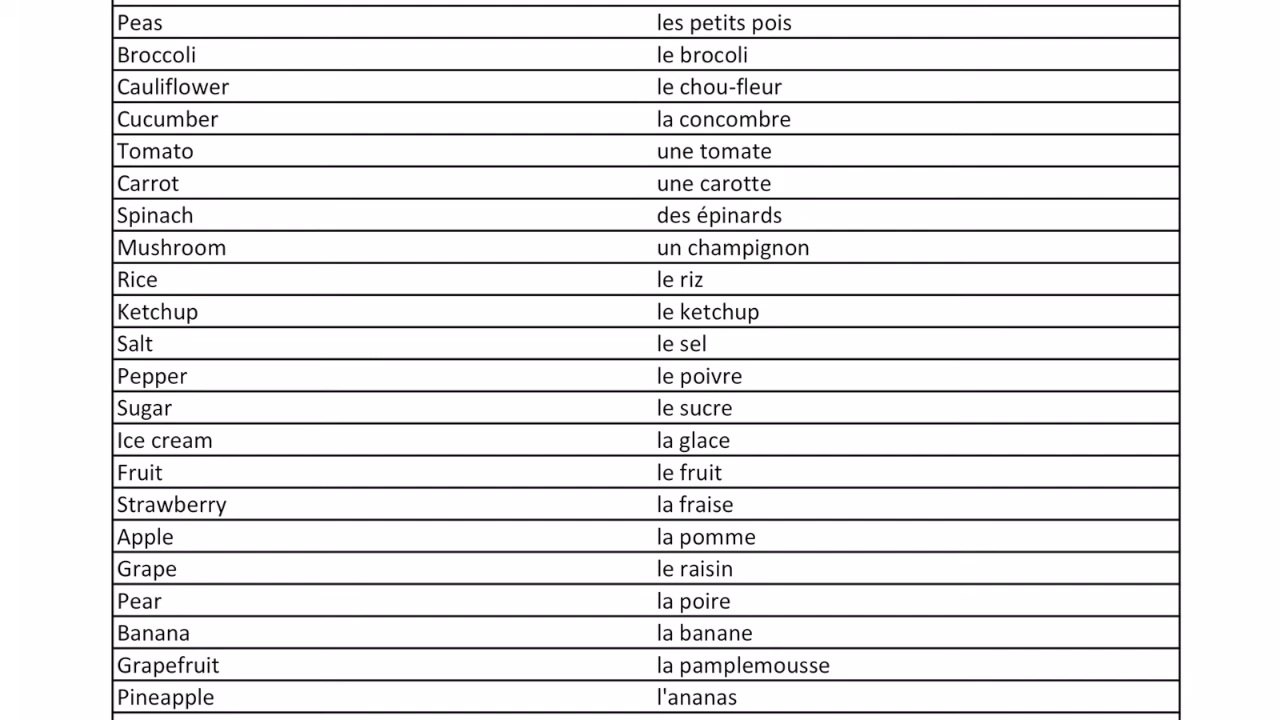 Peas les petits pois
Broccoli le brocoli
Cauliflower le chou-fleur
Cucumber la concombre
Tomato une tomate
Carrot une carotte
Spinach des épinards
Mushroom un champignon
Rice le riz
Ketchup le ketchup
Salt le sel
Pepper le poivre
Sugar le sucre
Ice cream la glace
Fruit le fruit
Strawberry la fraise
Apple la pomme
Grape le raisin
Pear la poire
Banana la banane
Grapefruit la pamplemousse
Pineapple l'ananas